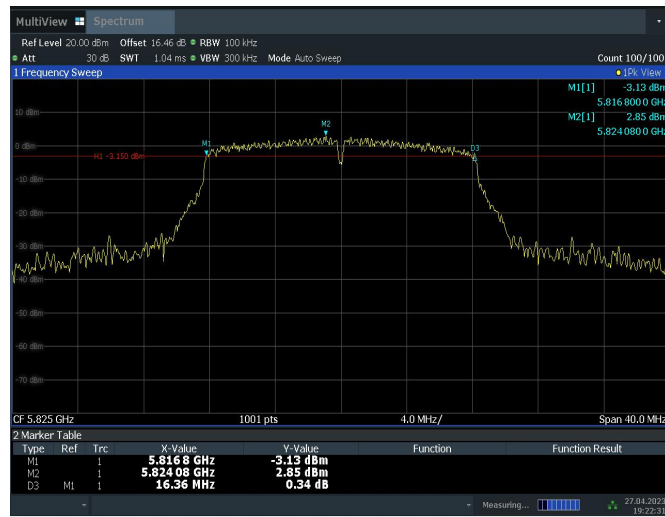 MultiView Spectrum
Ref Level 20.00 dBm Offset 16.46 dB RBW 100 kHz
Att 30 dB SWT 1.04 ms VBW 300 kHz Mode Auto Sweep Count 100/100
1 Frequency Sweep 1Pk View
M1[1] -3.13 dBm
5.816 800 0 GHz
M2[1] 2.85 dBm
5.824 080 0 GHz
10 dBm
M2
0 dBm
M1
D3
H1 -3.150 dBm
-10 dBm
-20 dBm
-30 dBm
-40 dBm
-50 dBm
-60 dBm
-70 dBm
CF 5.825 GHz 1001 pts 4.0 MHz/ Span 40.0 MHz
2 Marker Table
Type Ref Trc X-Value Y-Value Function Function Result
M1 1 5.816 8 GHz -3.13 dBm
M2 1 5.824 08 GHz 2.85 dBm
D3 M1 1 16.36 MHz 0.34 dB
Measuring... 27.04.2023
19:22:31